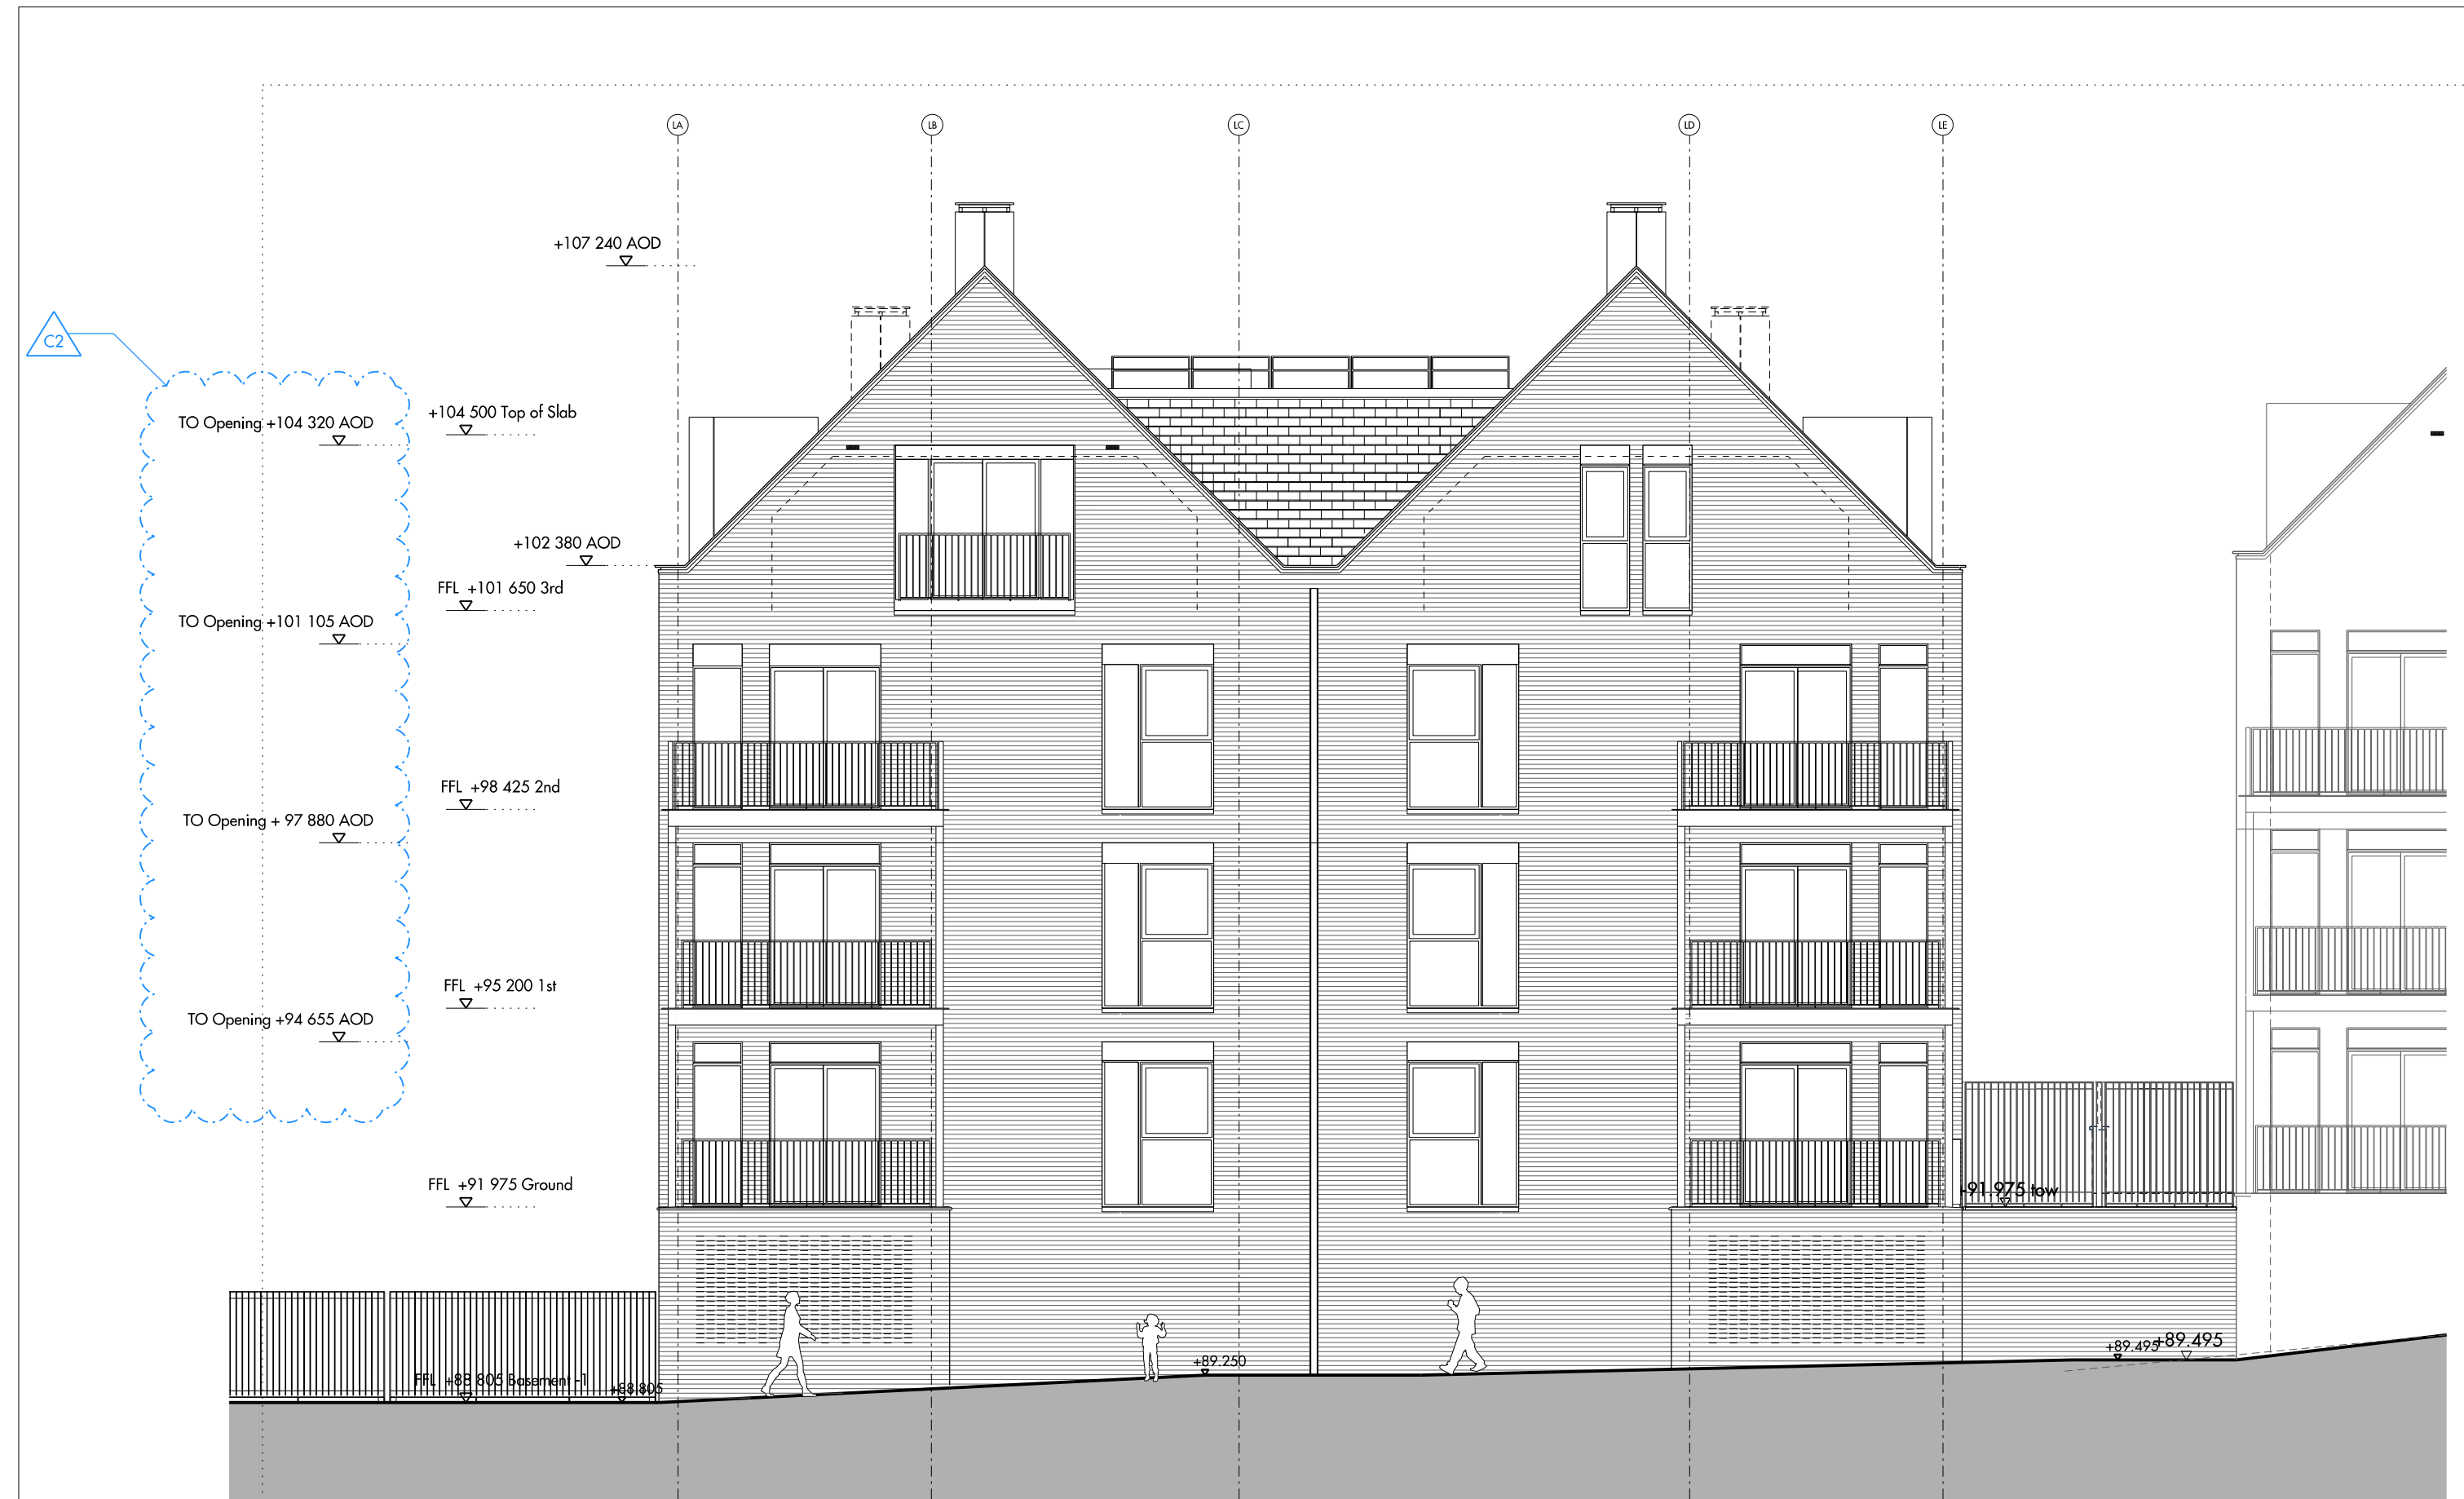 LA
LB
LC
LD
LE
+107 240 AOD
C2
TO Opening +104 320 AOD
+104 500 Top of Slab
+102 380 AOD
FFL +101 650 3rd
TO Opening +101 105 AOD
FFL +98 425 2nd
TO Opening + 97 880 AOD
FFL +95 200 1st
TO Opening +94 655 AOD
FFL +91 975 Ground
+91.975 tow
+89.250
+89.495
+89.495
FFL +88 805 Basement -1
+88.805